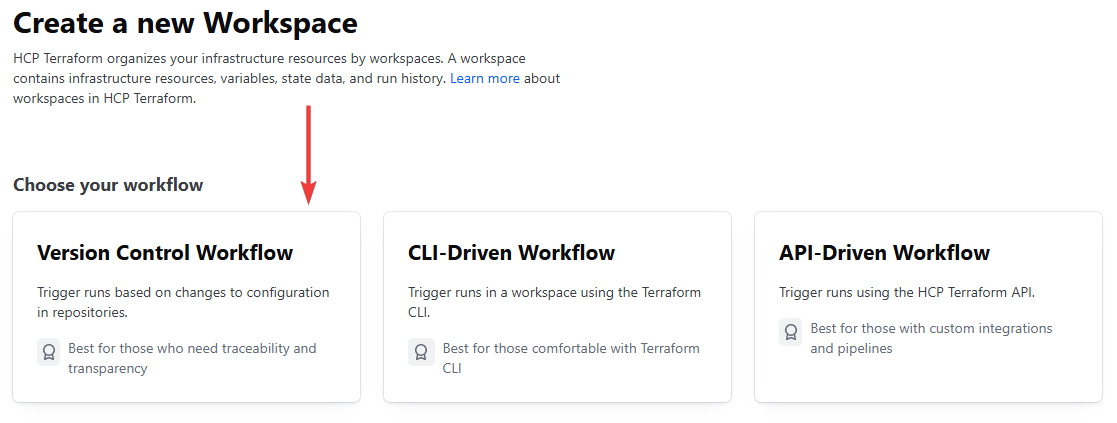 Create a new Workspace
HCP Terraform organizes your infrastructure resources by workspaces. A workspace
contains infrastructure resources, variables, state data, and run history. Learn more about
workspaces in HCP Terraform.
Choose your workflow
Version Control Workflow
Trigger runs based on changes to configuration
in repositories.
Best for those who need traceability and
transparency
CLI-Driven Workflow
Trigger runs in a workspace using the Terraform
CLI.
Best for those comfortable with Terraform
CLI
API-Driven Workflow
Trigger runs using the HCP Terraform API.
Best for those with custom integrations
and pipelines